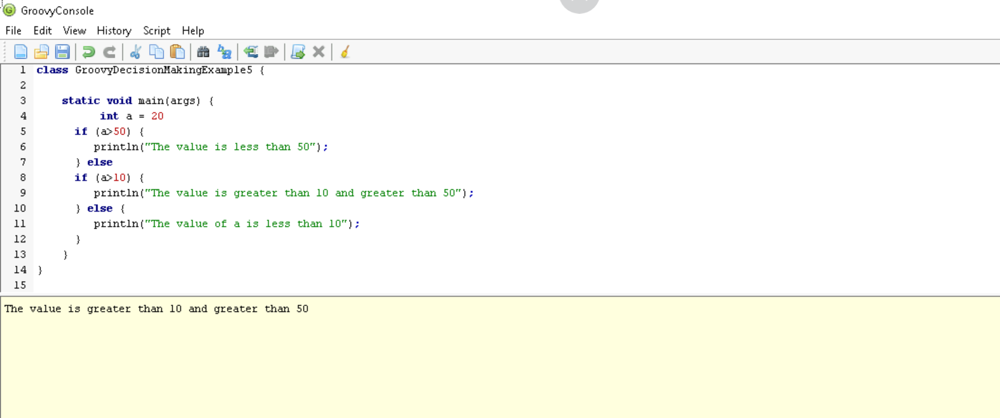 GroovyConsole
File Edit View History Script Help
1 class GroovyDecisionMakingExample5 {
2
3     static void main(args) {
4           int a = 20
5       if (a>50) {
6          println("The value is less than 50");
7       } else
8       if (a>10) {
9          println("The value is greater than 10 and greater than 50");
10       } else {
11          println("The value of a is less than 10");
12       }
13     }
14 }
15
The value is greater than 10 and greater than 50